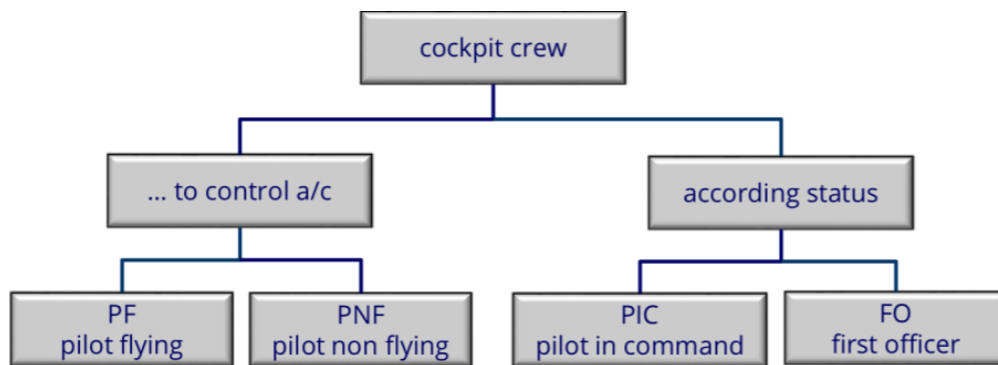 cockpit crew
... to control a/c
according status
PF
pilot flying
PNF
pilot non flying
PIC
pilot in command
FO
first officer